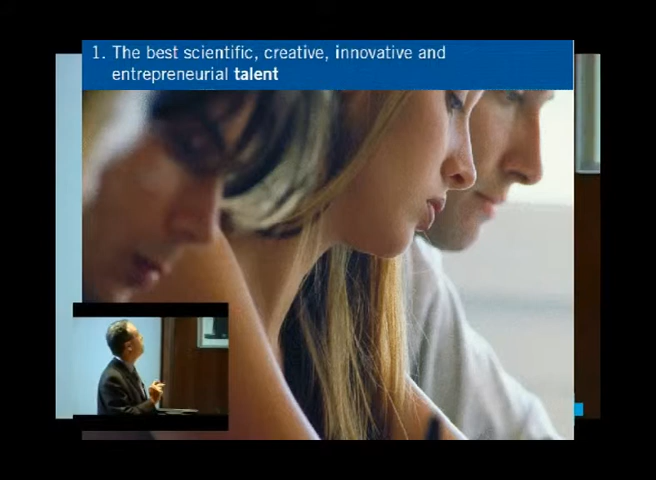 1. The best scientific, creative, innovative and
entrepreneurial talent